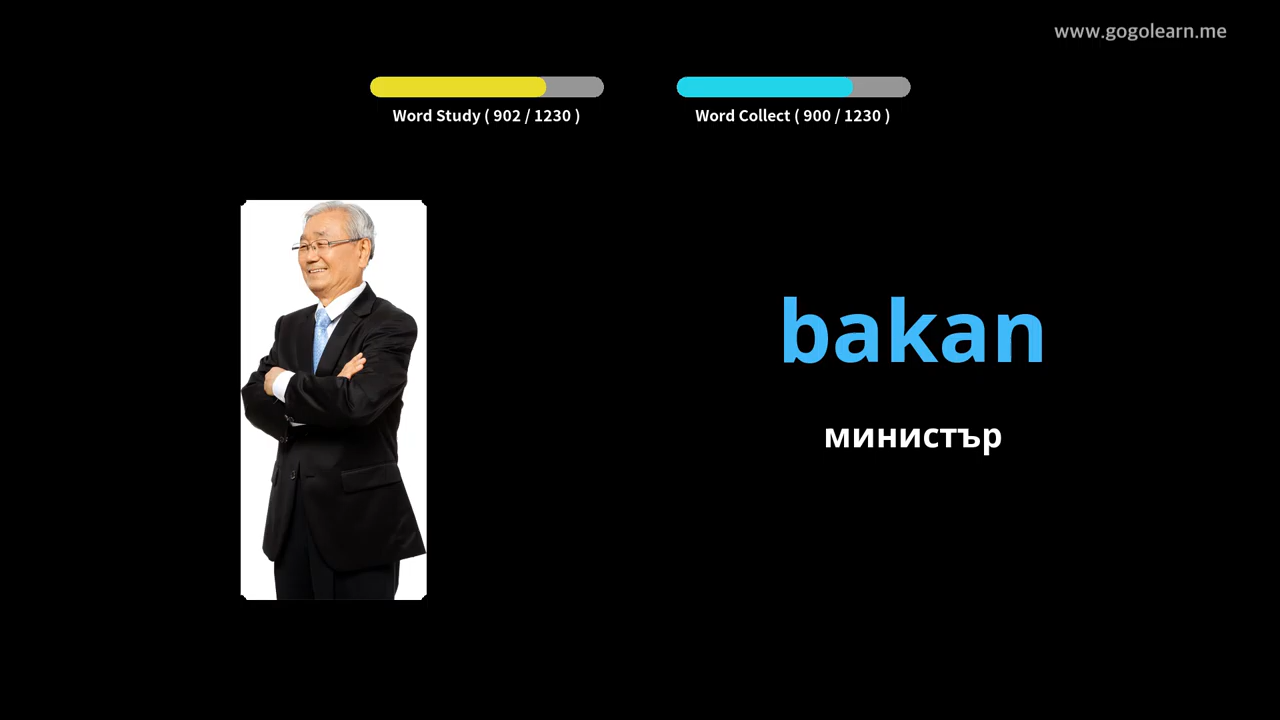 www.gogolearn.me
Word Study ( 902 / 1230 )
Word Collect ( 900 / 1230 )
bakan
министър